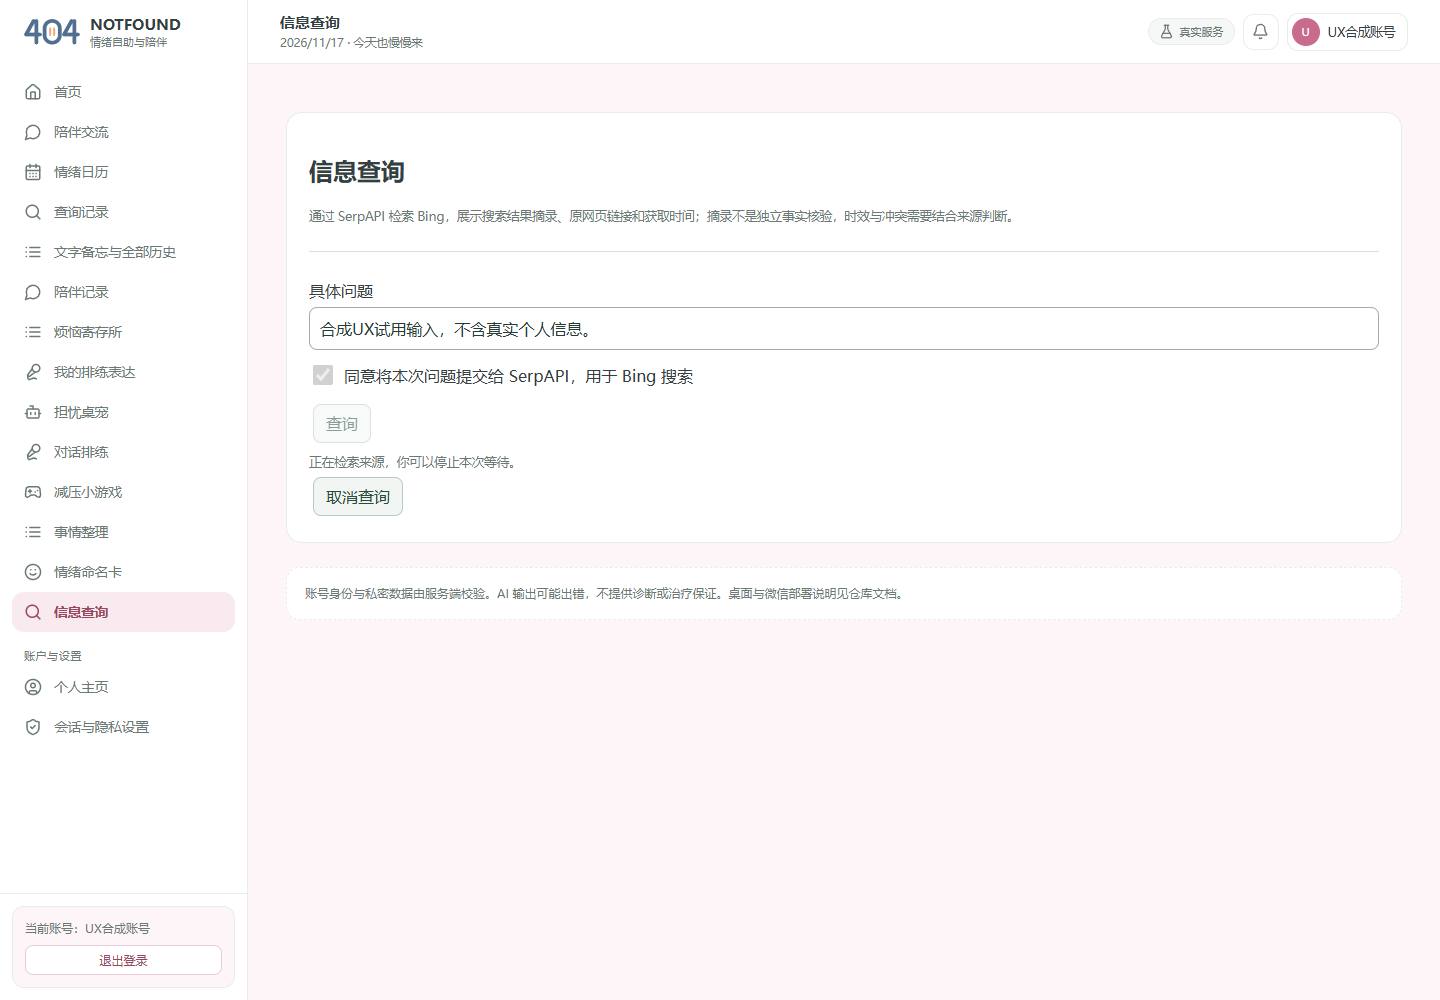 404 NOTFOUND
情绪自助与陪伴
首页
陪伴交流
情绪日历
查询记录
文字备忘与全部历史
陪伴记录
烦恼寄存所
我的排练表达
担忧桌宠
对话排练
减压小游戏
事情整理
情绪命名卡
信息查询
账户与设置
个人主页
会话与隐私设置
当前账号：UX合成账号
退出登录
信息查询
2026/11/17 · 今天也慢慢来
真实服务
U
UX合成账号
信息查询
通过 SerpAPI 检索 Bing，展示搜索结果摘录、原网页链接和获取时间；摘录不是独立事实核验，时效与冲突需要结合来源判断。
具体问题
合成UX试用输入，不含真实个人信息。
同意将本次问题提交给 SerpAPI，用于 Bing 搜索
查询
正在检索来源，你可以停止本次等待。
取消查询
账号身份与私密数据由服务端校验。AI 输出可能出错，不提供诊断或治疗保证。桌面与微信部署说明见仓库文档。